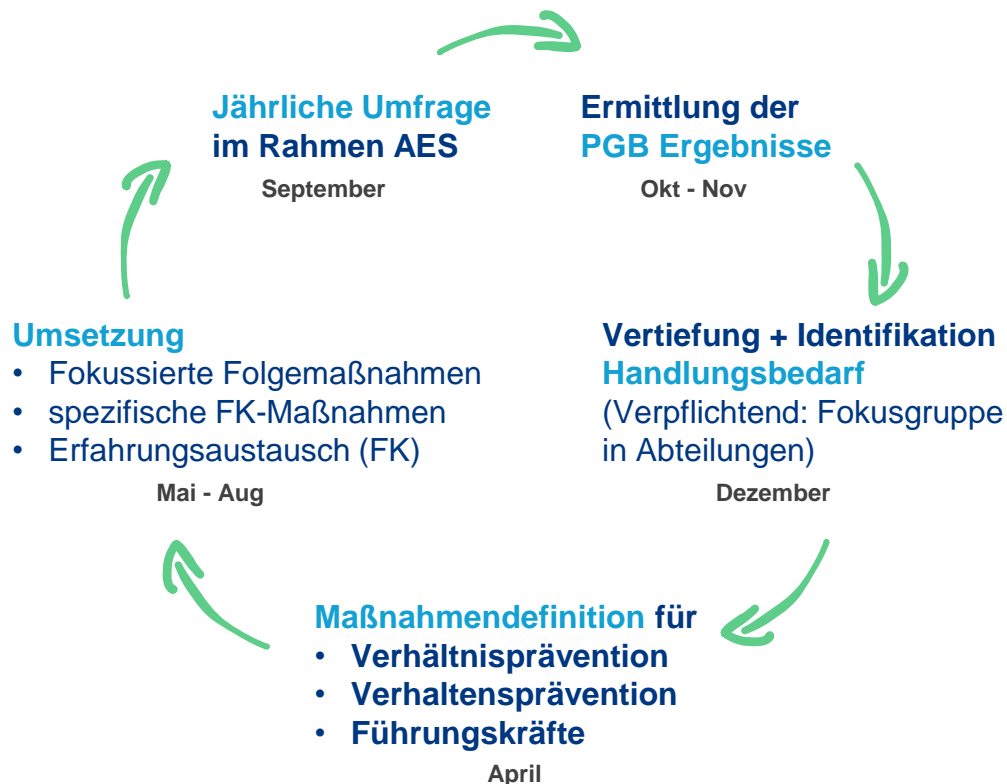 Jährliche Umfrage
im Rahmen AES
September
Ermittlung der
PGB Ergebnisse
Okt - Nov
Vertiefung + Identifikation
Handlungsbedarf
(Verpflichtend: Fokusgruppe
in Abteilungen)
Dezember
Maßnahmendefinition für
• Verhältnisprävention
• Verhaltensprävention
• Führungskräfte
April
Umsetzung
• Fokussierte Folgemaßnahmen
• spezifische FK-Maßnahmen
• Erfahrungsaustausch (FK)
Mai - Aug